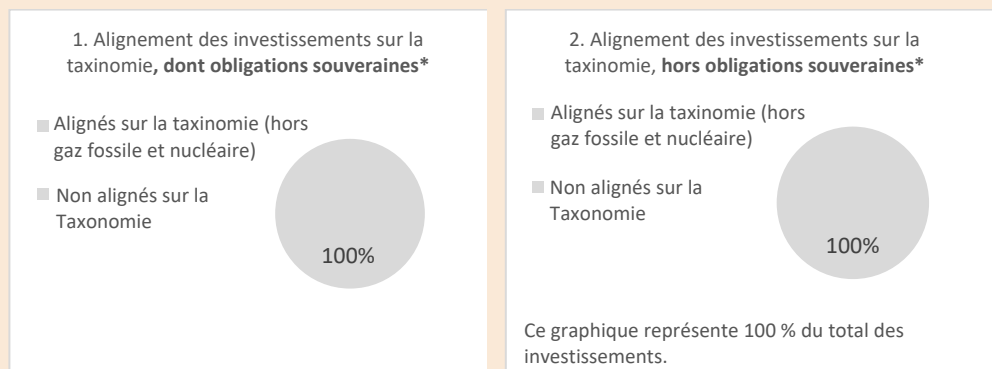 1. Alignement des investissements sur la
taxinomie, dont obligations souveraines*
Alignés sur la taxinomie (hors
gaz fossile et nucléaire)
Non alignés sur la
Taxonomie
100%
2. Alignement des investissements sur la
taxinomie, hors obligations souveraines*
Alignés sur la taxinomie (hors
gaz fossile et nucléaire)
Non alignés sur la
Taxonomie
100%
Ce graphique représente 100 % du total des
investissements.